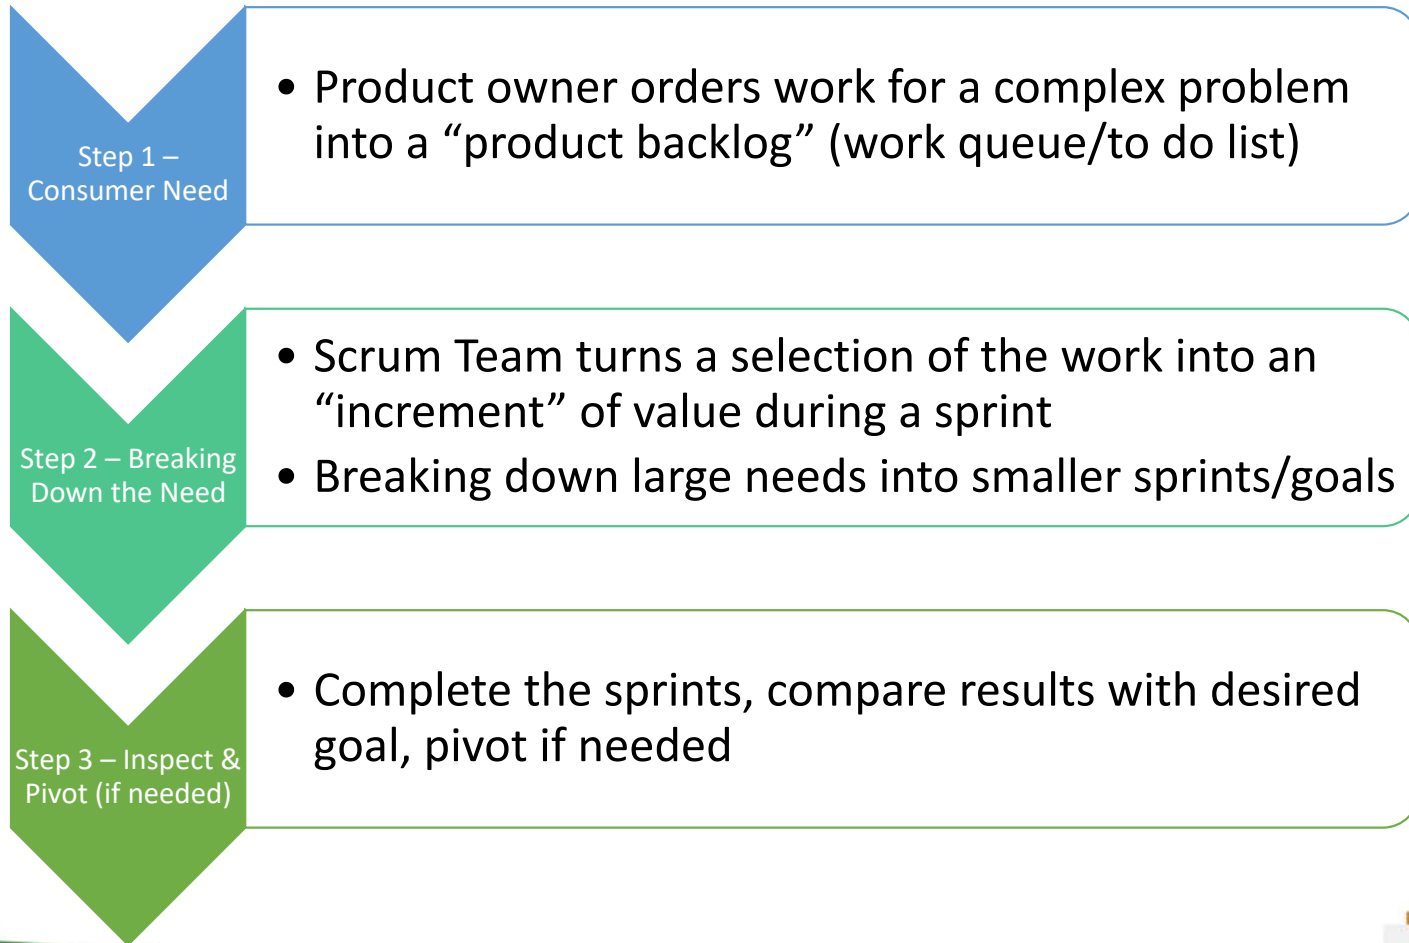 Step 1 –
Consumer Need
• Product owner orders work for a complex problem
into a “product backlog” (work queue/to do list)
Step 2 – Breaking
Down the Need
• Scrum Team turns a selection of the work into an
“increment” of value during a sprint
• Breaking down large needs into smaller sprints/goals
Step 3 – Inspect &
Pivot (if needed)
• Complete the sprints, compare results with desired
goal, pivot if needed